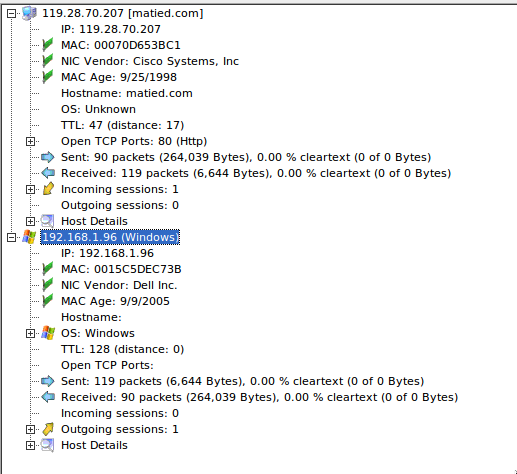 119.28.70.207 [matied.com]
IP: 119.28.70.207
MAC: 00070D653BC1
NIC Vendor: Cisco Systems, Inc
MAC Age: 9/25/1998
Hostname: matied.com
OS: Unknown
TTL: 47 (distance: 17)
Open TCP Ports: 80 (Http)
Sent: 90 packets (264,039 Bytes), 0.00 % cleartext (0 of 0 Bytes)
Received: 119 packets (6,644 Bytes), 0.00 % cleartext (0 of 0 Bytes)
Incoming sessions: 1
Outgoing sessions: 0
Host Details
192.168.1.96 (Windows)
IP: 192.168.1.96
MAC: 0015C5DEC73B
NIC Vendor: Dell Inc.
MAC Age: 9/9/2005
Hostname:
OS: Windows
TTL: 128 (distance: 0)
Open TCP Ports:
Sent: 119 packets (6,644 Bytes), 0.00 % cleartext (0 of 0 Bytes)
Received: 90 packets (264,039 Bytes), 0.00 % cleartext (0 of 0 Bytes)
Incoming sessions: 0
Outgoing sessions: 1
Host Details